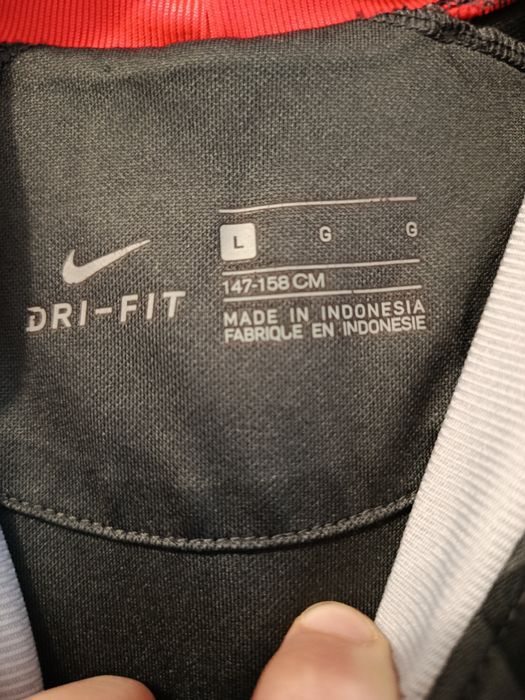 L G G
147-158 CM
DRI-FIT
MADE IN INDONESIA
FABRIQUE EN INDONESIE